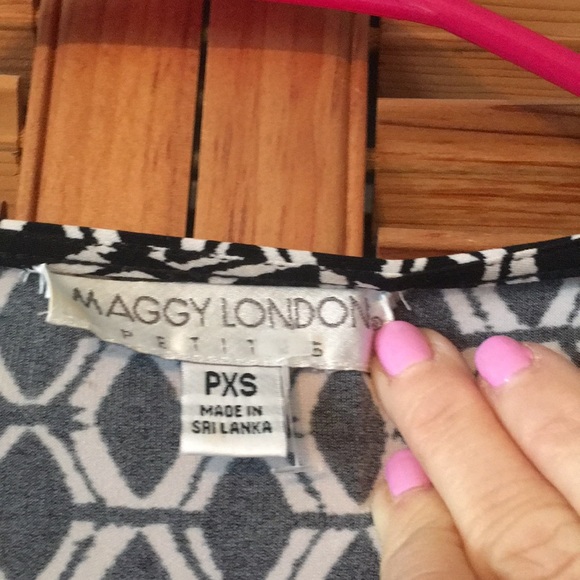 MAGGY LONDON®
PETITES
PXS
MADE IN
SRI LANKA